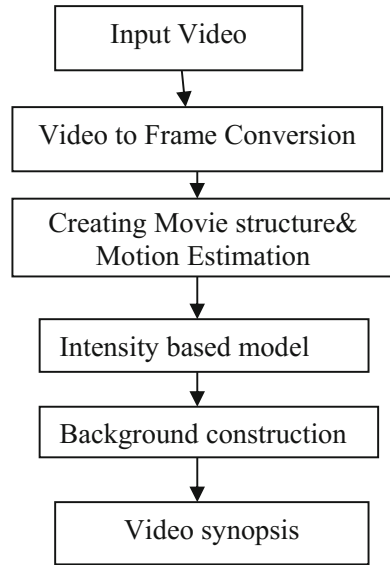 Input Video
Video to Frame Conversion
Creating Movie structure&
Motion Estimation
Intensity based model
Background construction
Video synopsis